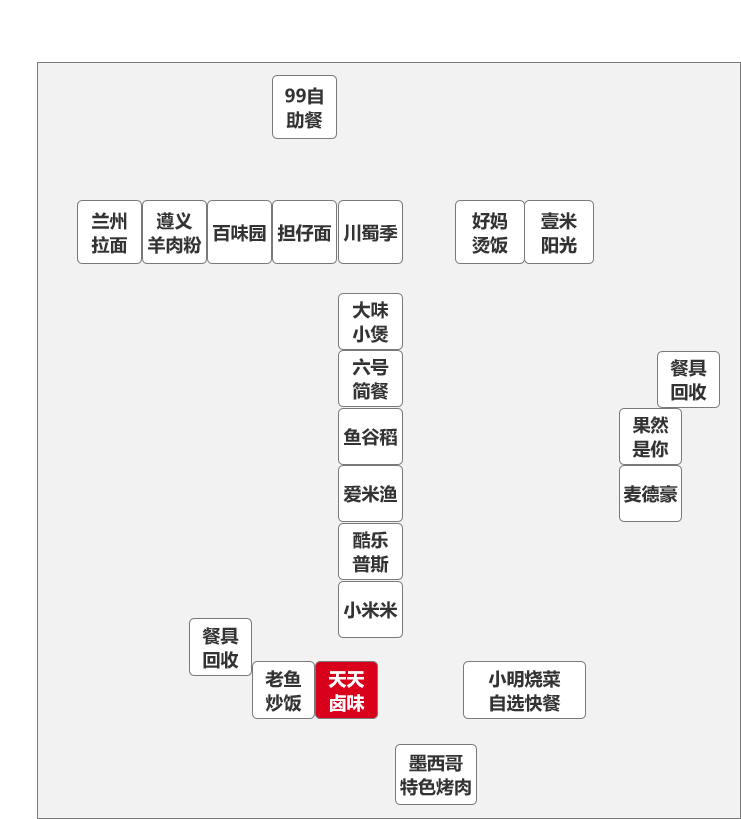 99自
助餐
兰州
拉面
遵义
羊肉粉
百味园
担仔面
川蜀季
好妈
烫饭
壹米
阳光
大味
小煲
六号
简餐
餐具
回收
鱼谷稻
果然
是你
爱米渔
麦德豪
酷乐
普斯
小米米
餐具
回收
老鱼
炒饭
天天
卤味
小明烧菜
自选快餐
墨西哥
特色烤肉